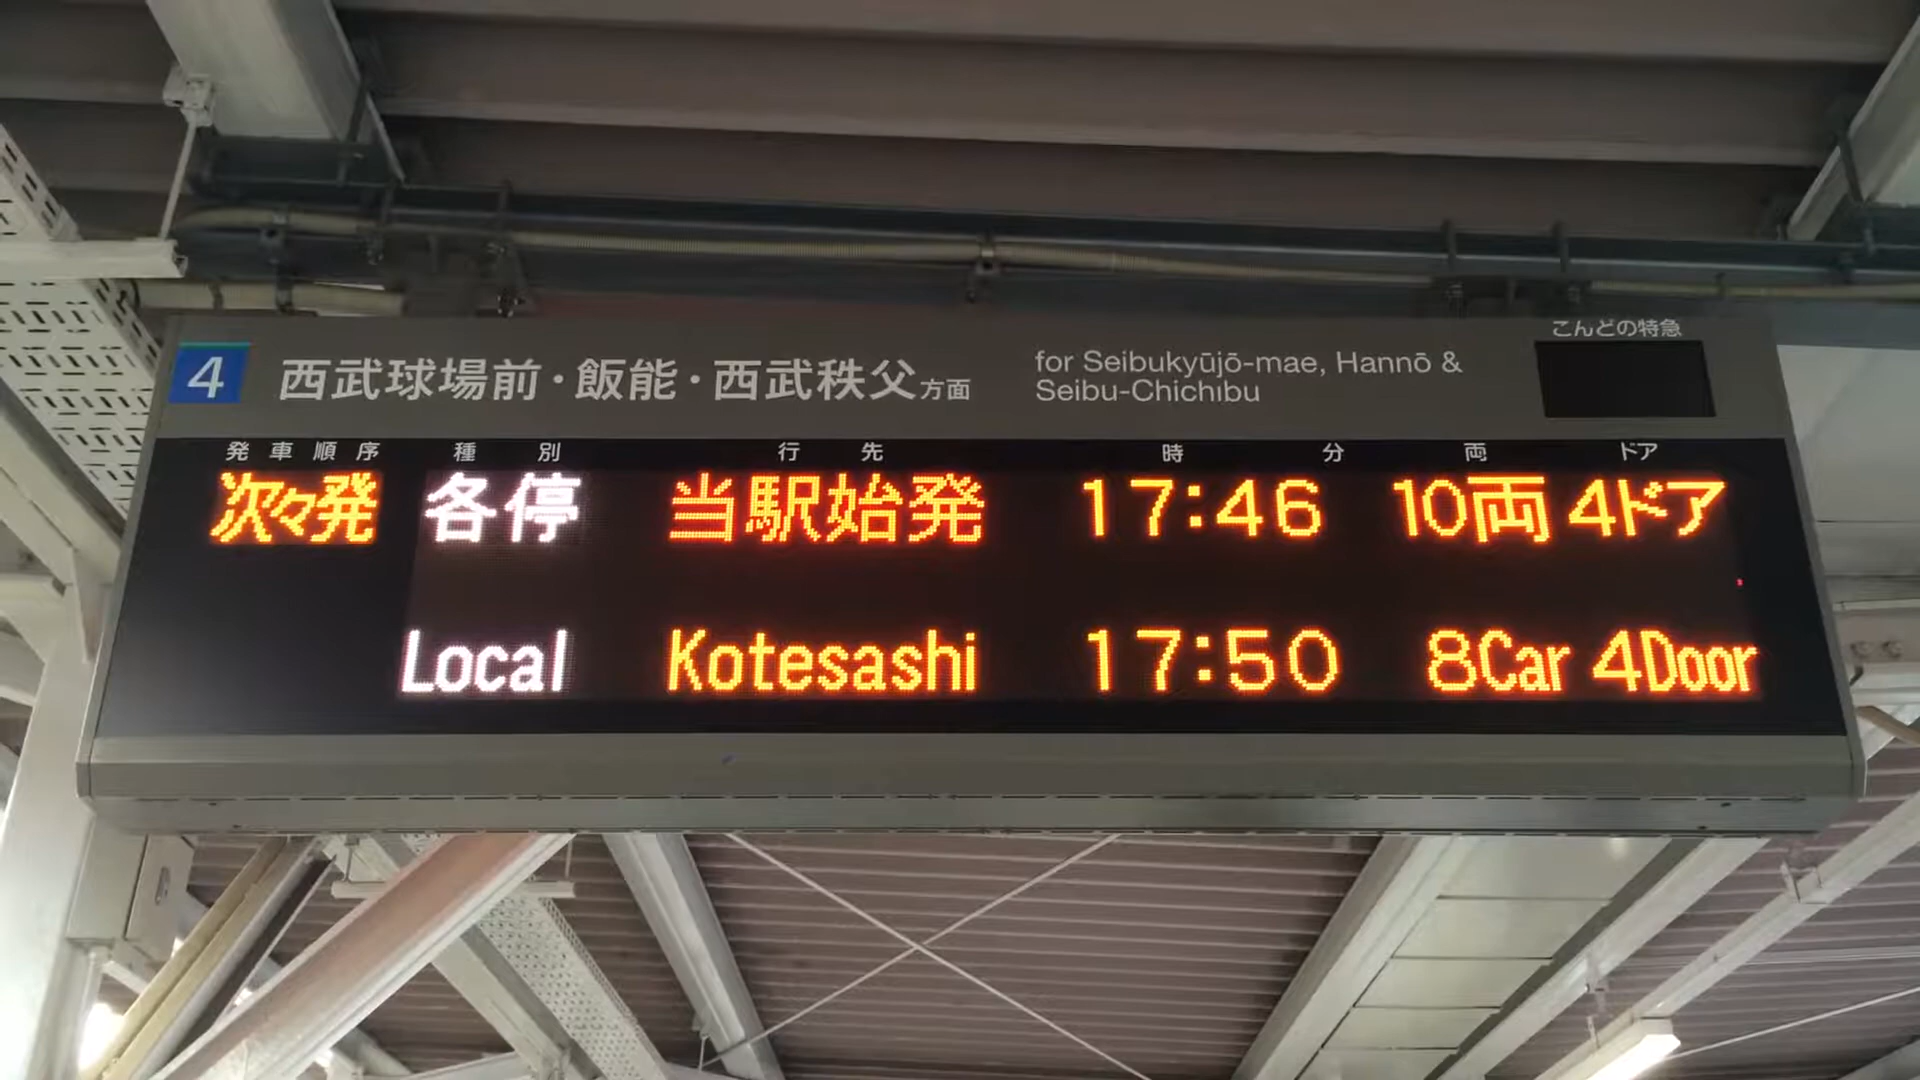 こんどの特急
4 西武球場前・飯能・西武秩父方面 for Seibukyūjō-mae, Hannō &
Seibu-Chichibu
発車順序 種別 行先 時 分 両 ドア
次々発 各停 当駅始発 17:46 10両 4ドア
Local Kotesashi 17:50 8Car 4Door